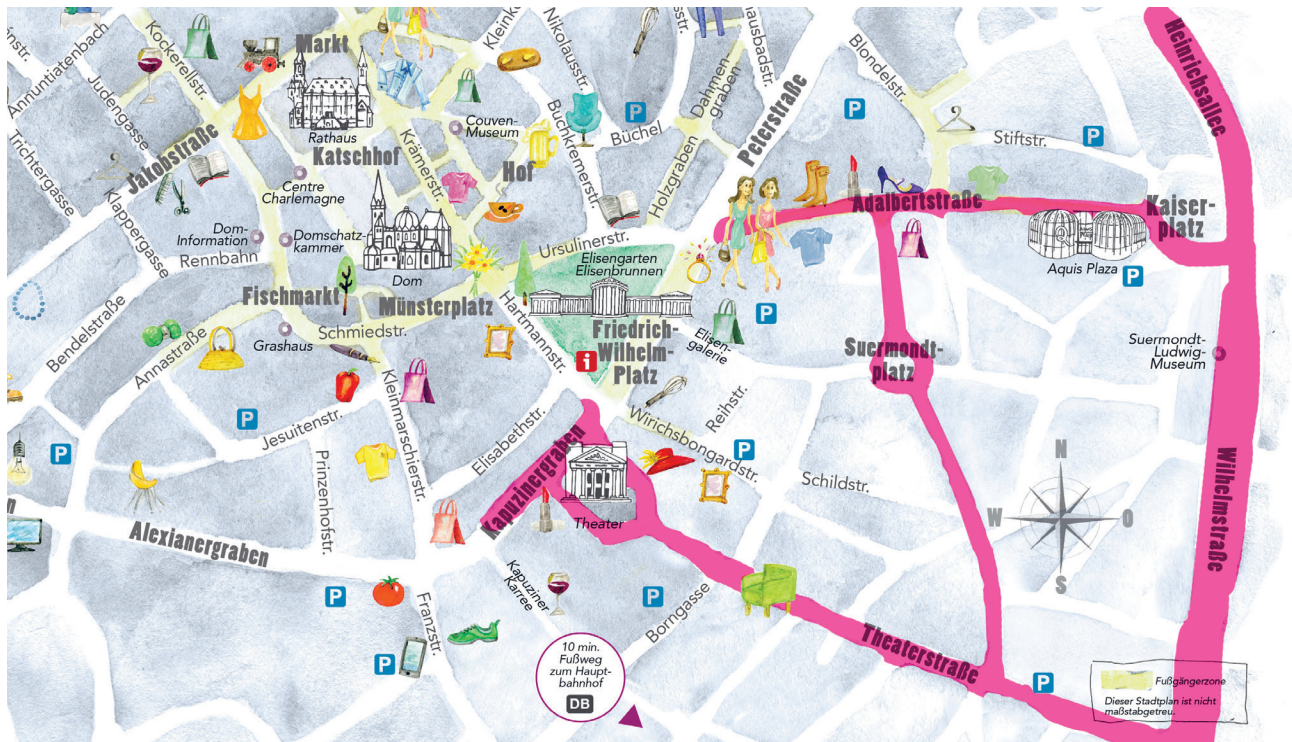 Annuntiatenbach
Kockerellstr.
Markt
Nikolausstr.
Blondelstr.
Heinrichsallee
Judengasse
Trichtergasse
Jakobstraße
Rathaus
Katschhof
Krämerstr.
Couven-
Museum
Hof
Buchkremerstr.
P
Büchel
Dahmen-
graben
Holzgraben
Peterstraße
P
Stiftstr.
P
Klappergasse
Centre
Charlemagne
Dom-
Information
Domschatz-
kammer
Rennbahn
Dom
Ursulinerstr.
Elisengarten
Elisenbrunnen
Adalbertstraße
Kaiser-
platz
Aquis Plaza
P
Bendelstraße
Fischmarkt
Münsterplatz
Hartmannstr.
Annastraße
Schmiedstr.
Grashaus
i
Friedrich-
Wilhelm-
Platz
Elisen-
galerie
P
Suermondt-
platz
Suermondt-
Ludwig-
Museum
P
P
Jesuitenstr.
Prinzenhofstr.
Kleinmarschierstr.
Elisabethstr.
Kapuzinergraben
Theater
Wirichsbongardstr.
Reihstr.
P
Schildstr.
N
W
O
S
Wilhelmstraße
Alexianergraben
P
Franzstr.
P
Kapuziner
Karree
P
Borngasse
Theaterstraße
P
10 min.
Fußweg
zum Haupt-
bahnhof
DB
Fußgängerzone
Dieser Stadtplan ist nicht
maßstabgetreu.